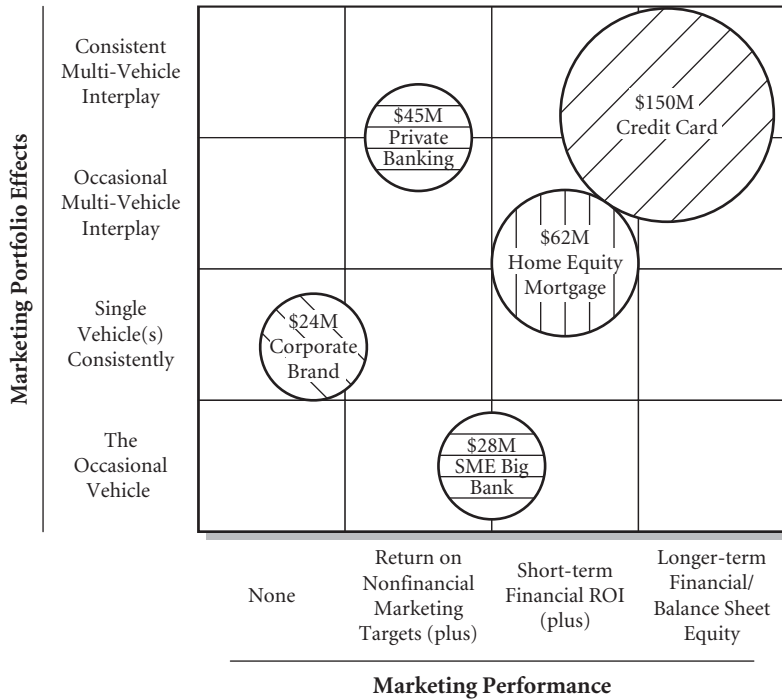 Marketing Portfolio Effects
Consistent
Multi-Vehicle
Interplay
Occasional
Multi-Vehicle
Interplay
Single
Vehicle(s)
Consistently
The
Occasional
Vehicle
$45M
Private
Banking
$150M
Credit Card
$62M
Home Equity
Mortgage
$24M
Corporate
Brand
$28M
SME Big
Bank
None
Return on
Nonfinancial
Marketing
Targets (plus)
Short-term
Financial ROI
(plus)
Longer-term
Financial/
Balance Sheet
Equity
Marketing Performance